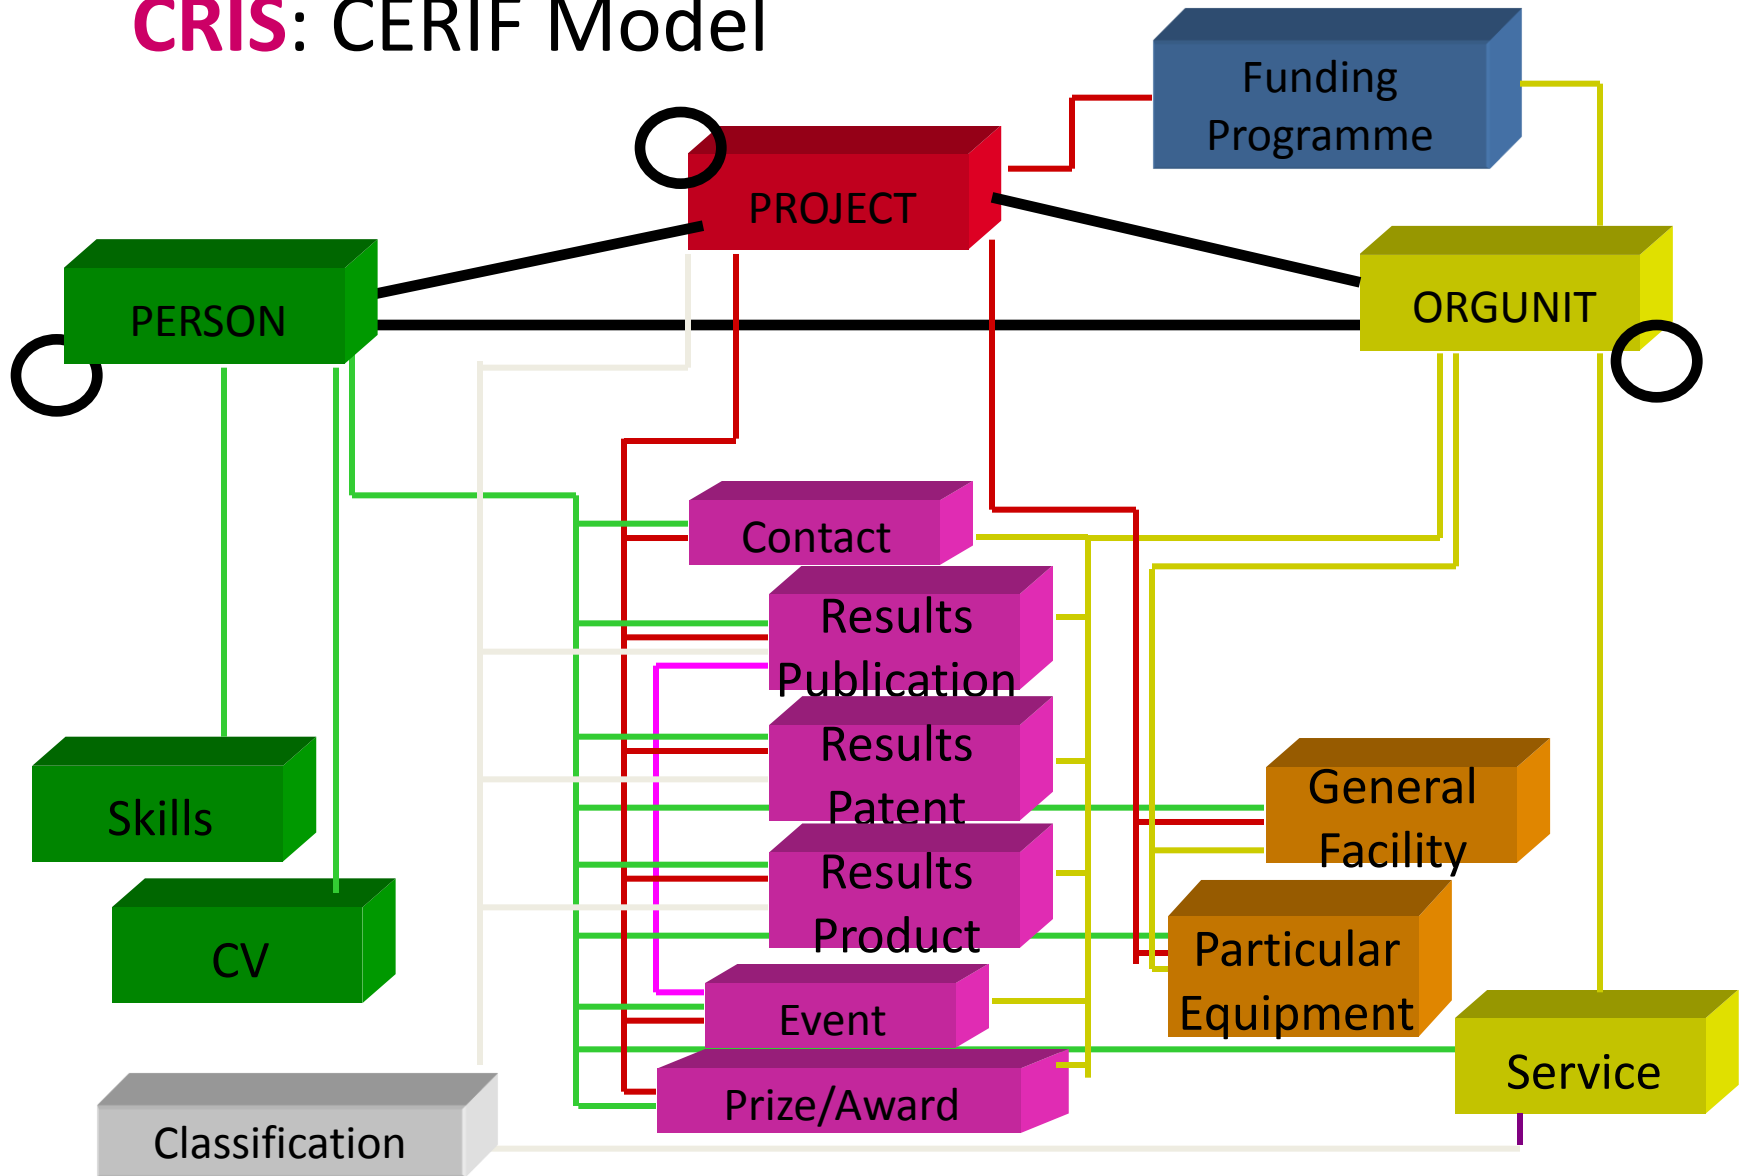 CRIS: CERIF Model
Funding
Programme
PROJECT
PERSON
ORGUNIT
Contact
Results
Publication
Results
Patent
General
Facility
Skills
Results
Product
Particular
Equipment
CV
Event
Service
Prize/Award
Classification